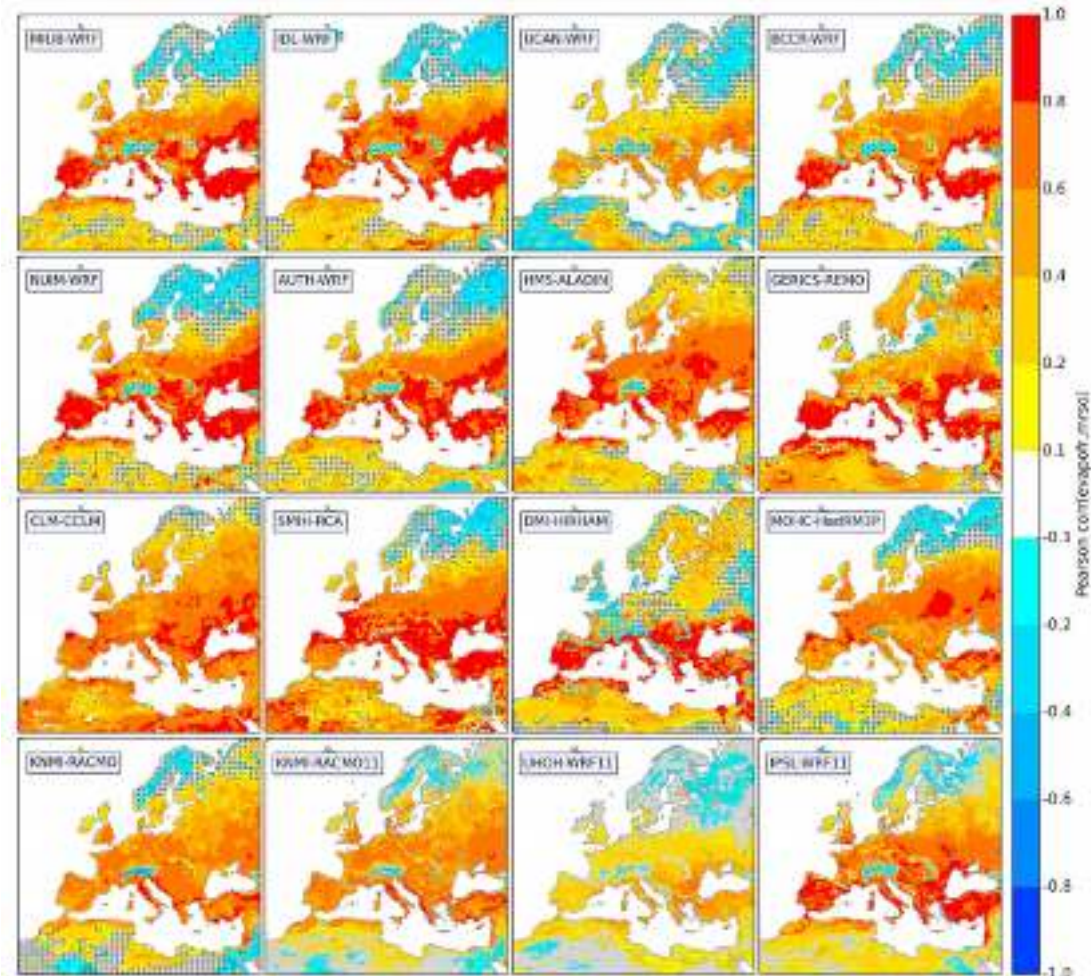 MIUB-WRF
IDL-WRF
UCAN-WRF
BCCR-WRF
NUIM-WRF
AUTH-WRF
HMS-ALADIN
GERICS-REMO
CLM-CCLM
SMHI-RCA
DMI-HIRHAM
MOHC-HadRM3P
KNMI-RACMO
KNMI-RACMO11
UHOH-WRF11
IPSL-WRF11
1.0
0.8
0.6
0.4
0.2
0.1
-0.1
-0.2
-0.4
-0.6
-0.8
-1.0